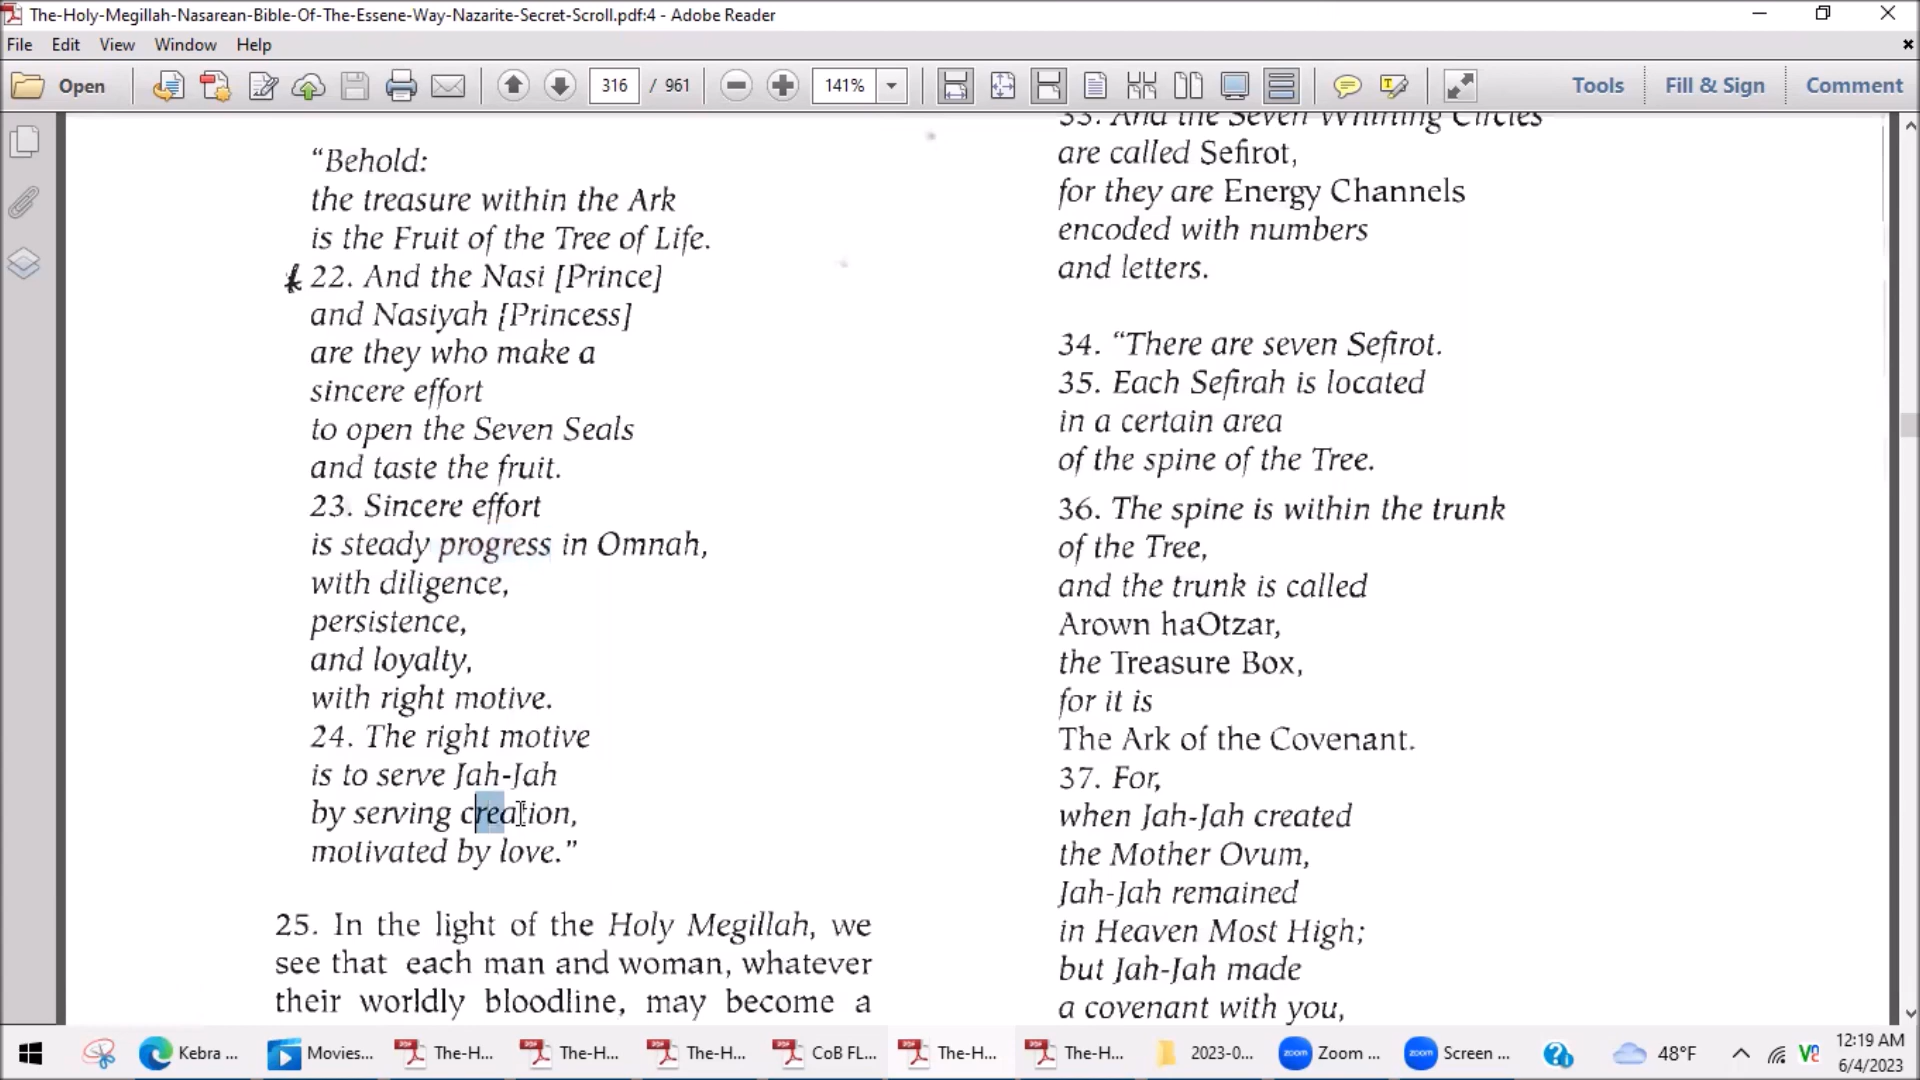 The-Holy-Megillah-Nasarean-Bible-Of-The-Essene-Way-Nazarite-Secret-Scroll.pdf:4 - Adobe Reader
File Edit View Window Help
Open 316 / 961 141% Tools Fill & Sign Comment
“Behold:
the treasure within the Ark
is the Fruit of the Tree of Life.
22. And the Nasi [Prince]
and Nasiyah [Princess]
are they who make a
sincere effort
to open the Seven Seals
and taste the fruit.
23. Sincere effort
is steady progress in Omnah,
with diligence,
persistence,
and loyalty,
with right motive.
24. The right motive
is to serve Jah-Jah
by serving creation,
motivated by love.”
25. In the light of the Holy Megillah, we
see that each man and woman, whatever
their worldly bloodline, may become a
33. And the Seven Whirling Circles
are called Sefirot,
for they are Energy Channels
encoded with numbers
and letters.
34. “There are seven Sefirot.
35. Each Sefirah is located
in a certain area
of the spine of the Tree.
36. The spine is within the trunk
of the Tree,
and the trunk is called
Arown haOtzar,
the Treasure Box,
for it is
The Ark of the Covenant.
37. For,
when Jah-Jah created
the Mother Ovum,
Jah-Jah remained
in Heaven Most High;
but Jah-Jah made
a covenant with you,
Kebra ... Movies... The-H... The-H... The-H... CoB FL... The-H... The-H... 2023-0... Zoom ... Screen ... 48°F 12:19 AM
6/4/2023